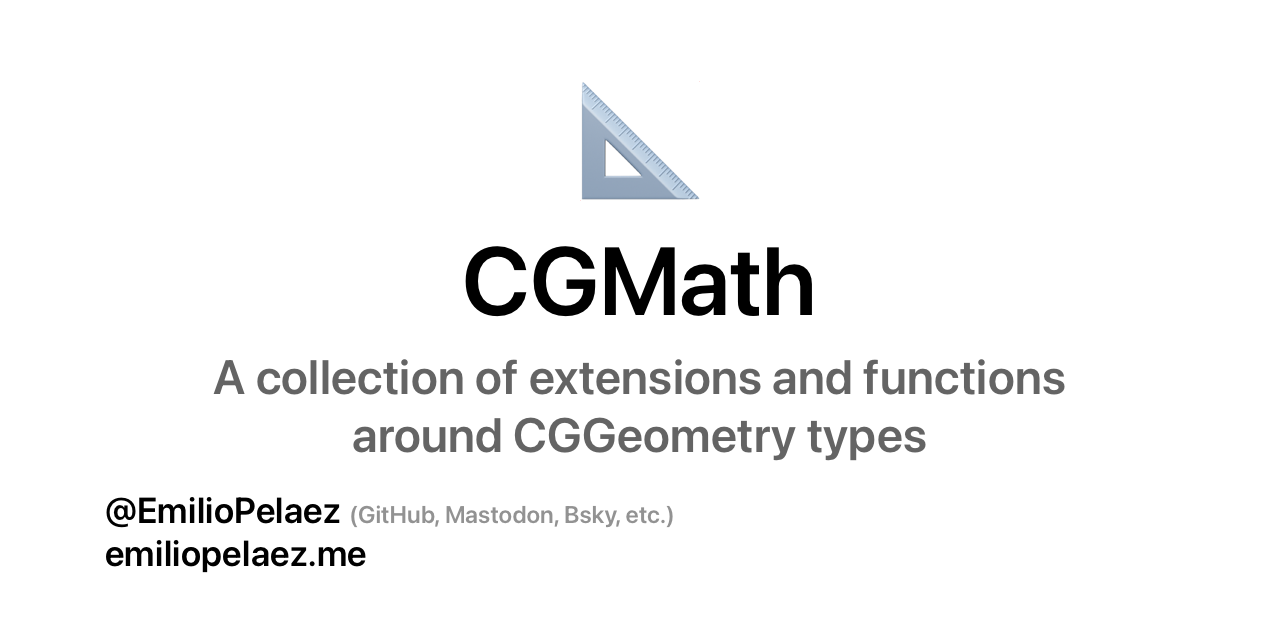 CGMath
A collection of extensions and functions
around CGGeometry types
@EmilioPelaez (GitHub, Mastodon, Bsky, etc.)
emiliopelaez.me